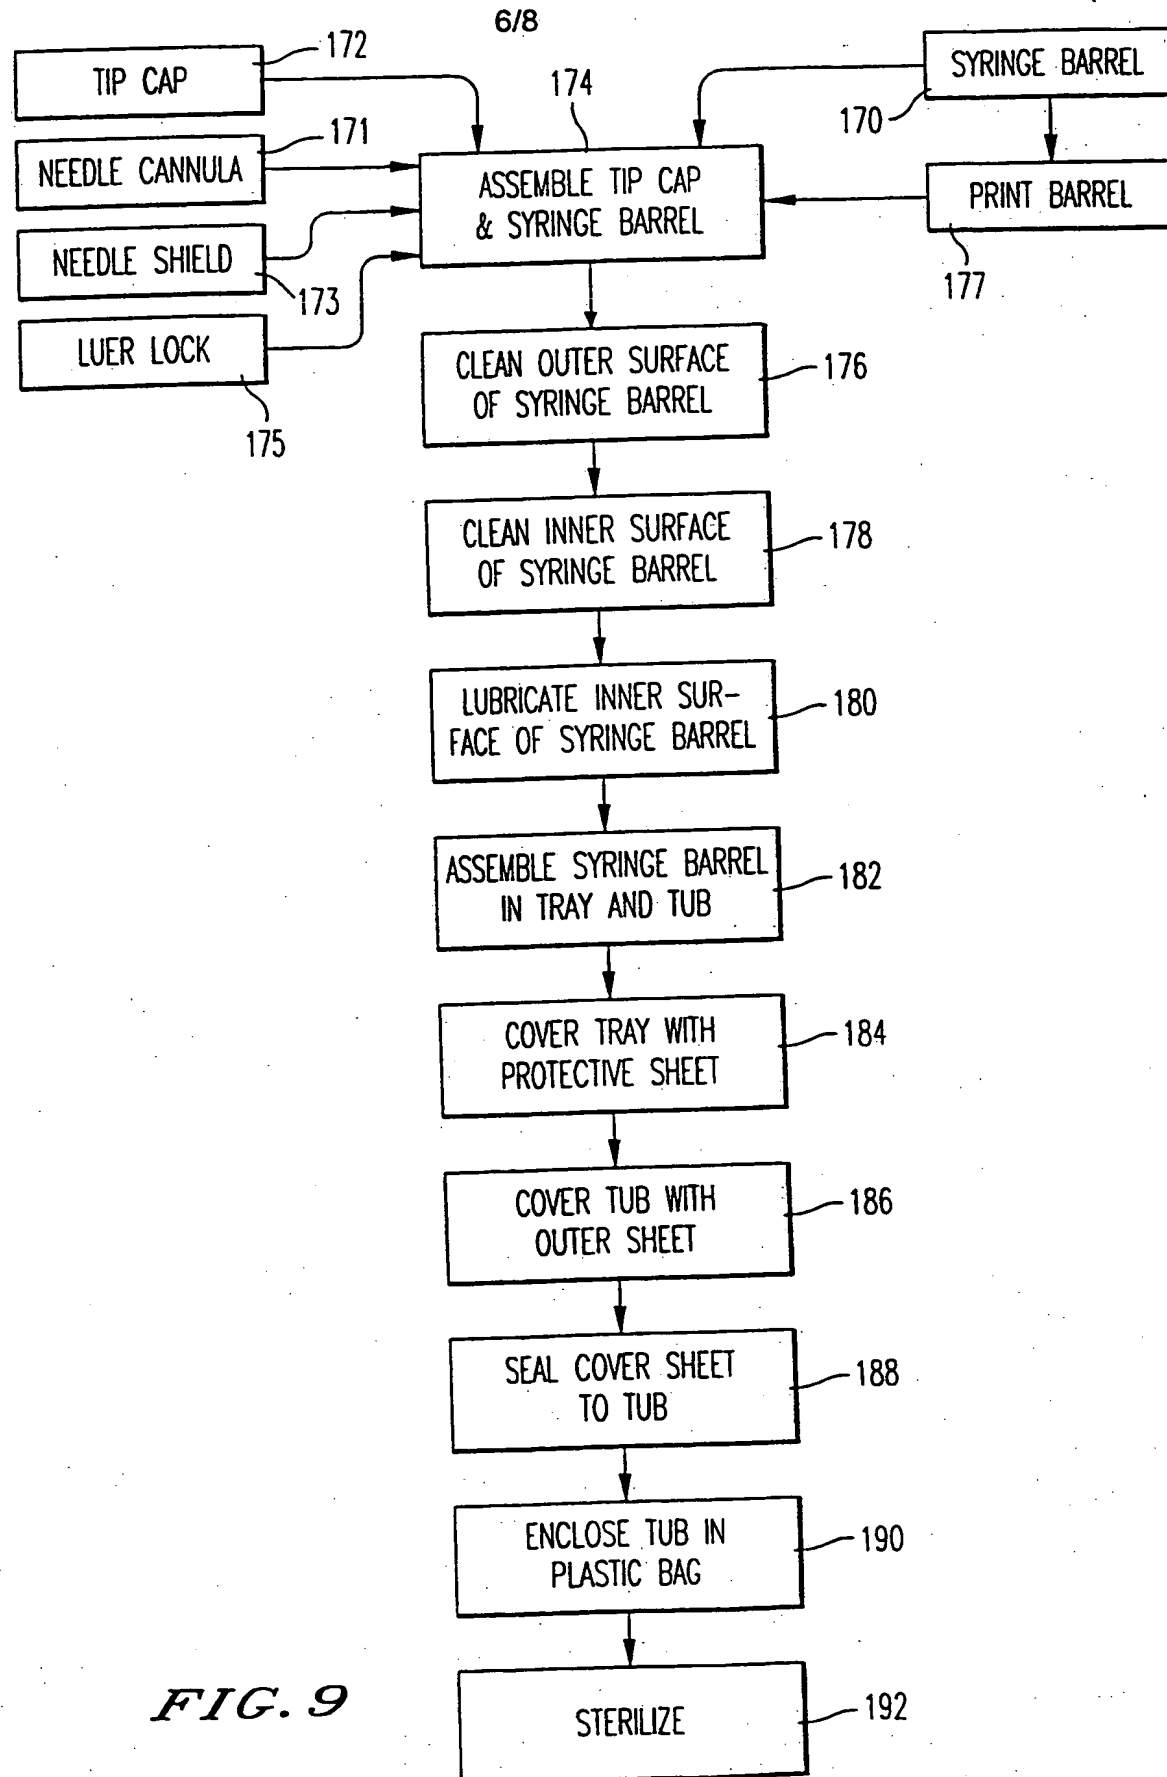 6/8
TIP CAP
172
NEEDLE CANNULA
171
NEEDLE SHIELD
173
LUER LOCK
175
174
ASSEMBLE TIP CAP
& SYRINGE BARREL
SYRINGE BARREL
170
PRINT BARREL
177
CLEAN OUTER SURFACE
OF SYRINGE BARREL
176
CLEAN INNER SURFACE
OF SYRINGE BARREL
178
LUBRICATE INNER SUR-
FACE OF SYRINGE BARREL
180
ASSEMBLE SYRINGE BARREL
IN TRAY AND TUB
182
COVER TRAY WITH
PROTECTIVE SHEET
184
COVER TUB WITH
OUTER SHEET
186
SEAL COVER SHEET
TO TUB
188
ENCLOSE TUB IN
PLASTIC BAG
190
STERILIZE
192
FIG. 9